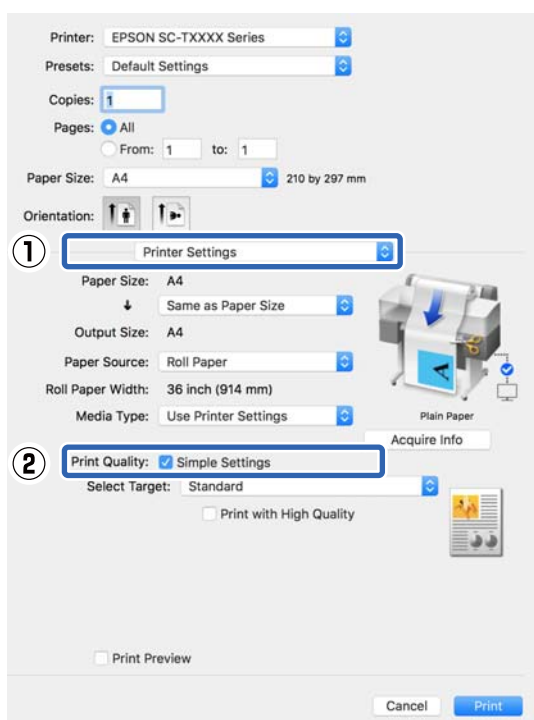 Printer: EPSON SC-TXXXX Series
Presets: Default Settings
Copies: 1
Pages: All
From: 1 to: 1
Paper Size: A4 210 by 297 mm
Orientation:
1 Printer Settings
Paper Size: A4
Same as Paper Size
Output Size: A4
Paper Source: Roll Paper
Roll Paper Width: 36 inch (914 mm)
Media Type: Use Printer Settings
Plain Paper
Acquire Info
2 Print Quality: Simple Settings
Select Target: Standard
Print with High Quality
Print Preview
Cancel Print